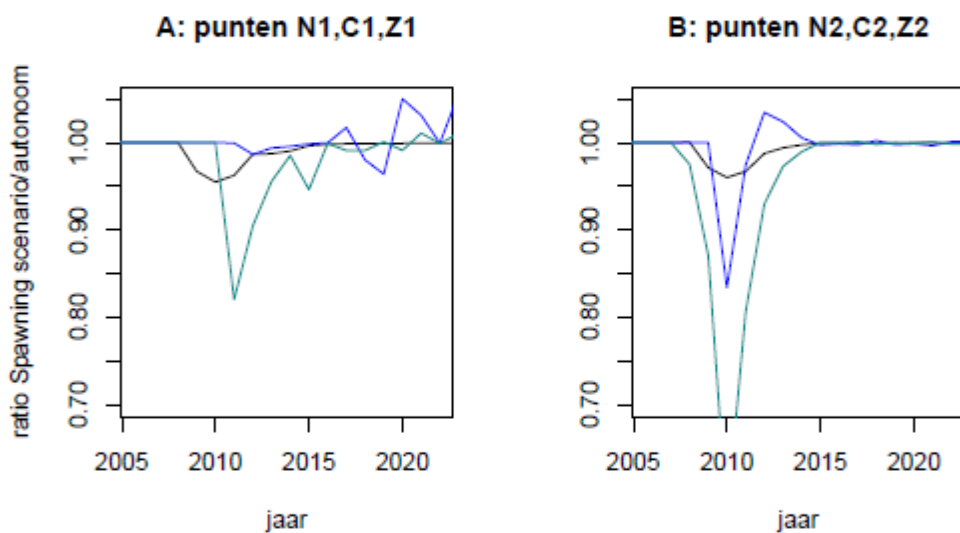 A: punten N1,C1,Z1
B: punten N2,C2,Z2
ratio Spawning scenario/autonoom
1.00
0.90
0.80
0.70
2005 2010 2015 2020
jaar
1.00
0.90
0.80
0.70
2005 2010 2015 2020
jaar